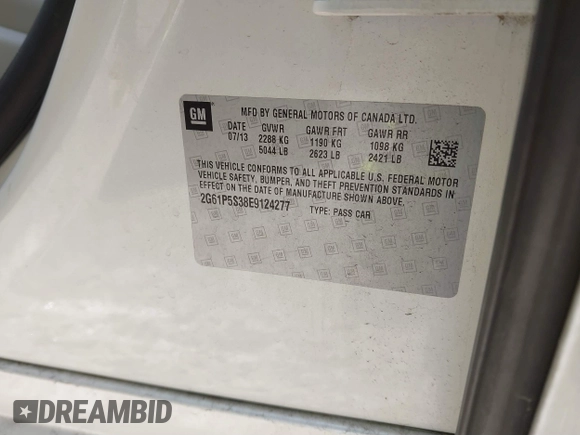 GM
MFD BY GENERAL MOTORS OF CANADA LTD.
DATE GVWR GAWR FRT GAWR RR
07/13 2288 KG 1190 KG 1098 KG
5044 LB 2623 LB 2421 LB
THIS VEHICLE CONFORMS TO ALL APPLICABLE U.S. FEDERAL MOTOR
VEHICLE SAFETY, BUMPER, AND THEFT PREVENTION STANDARDS IN
EFFECT ON THE DATE OF MANUFACTURE SHOWN ABOVE.
2G61P5S38E9124277 TYPE: PASS CAR
DREAMBID